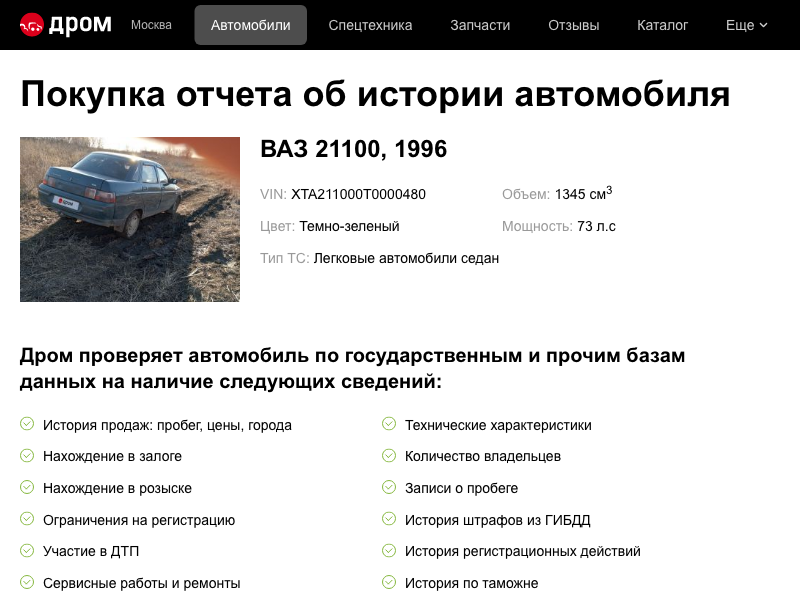 дром Москва Автомобили Спецтехника Запчасти Отзывы Каталог Еще
Покупка отчета об истории автомобиля
ВАЗ 21100, 1996
VIN: XTA211000T0000480 Объем: 1345 см³
Цвет: Темно-зеленый Мощность: 73 л.с
Тип ТС: Легковые автомобили седан
дром
Дром проверяет автомобиль по государственным и прочим базам
данных на наличие следующих сведений:
История продаж: пробег, цены, города
Технические характеристики
Нахождение в залоге
Количество владельцев
Нахождение в розыске
Записи о пробеге
Ограничения на регистрацию
История штрафов из ГИБДД
Участие в ДТП
История регистрационных действий
Сервисные работы и ремонты
История по таможне